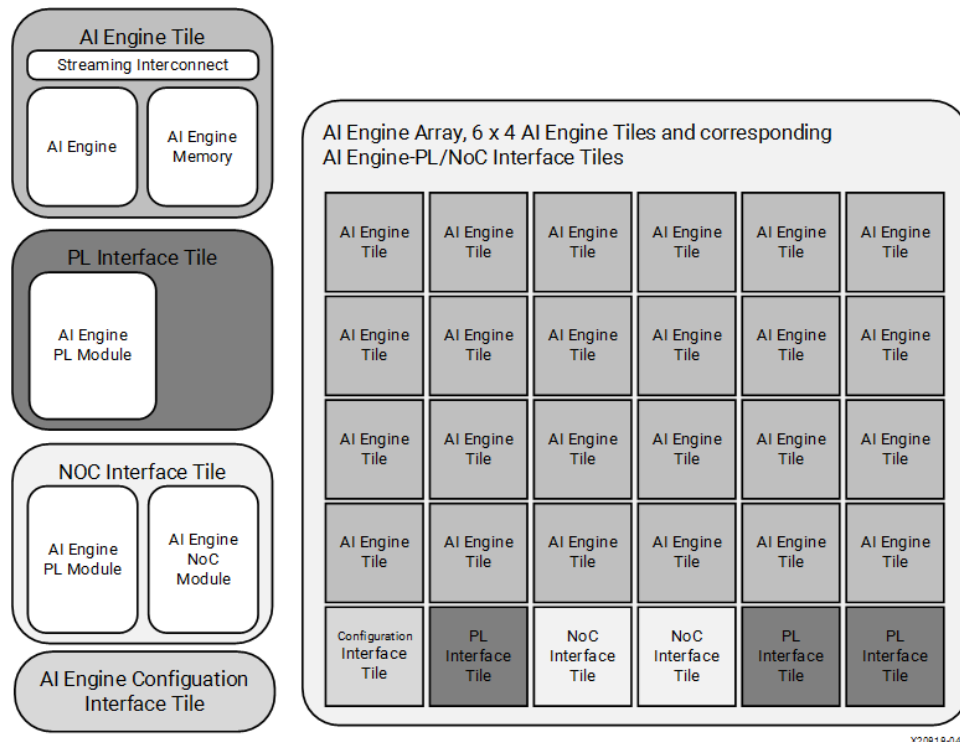 AI Engine Tile
Streaming Interconnect
AI Engine
AI Engine
Memory
PL Interface Tile
AI Engine
PL Module
NOC Interface Tile
AI Engine
PL Module
AI Engine
NoC
Module
AI Engine Configuation
Interface Tile
AI Engine Array, 6 x 4 AI Engine Tiles and corresponding
AI Engine-PL/NoC Interface Tiles
AI Engine AI Engine AI Engine AI Engine AI Engine AI Engine
Tile Tile Tile Tile Tile Tile
AI Engine AI Engine AI Engine AI Engine AI Engine AI Engine
Tile Tile Tile Tile Tile Tile
AI Engine AI Engine AI Engine AI Engine AI Engine AI Engine
Tile Tile Tile Tile Tile Tile
AI Engine AI Engine AI Engine AI Engine AI Engine AI Engine
Tile Tile Tile Tile Tile Tile
Configuration PL NoC NoC PL PL
Interface Interface Interface Interface Interface Interface
Tile Tile Tile Tile Tile Tile